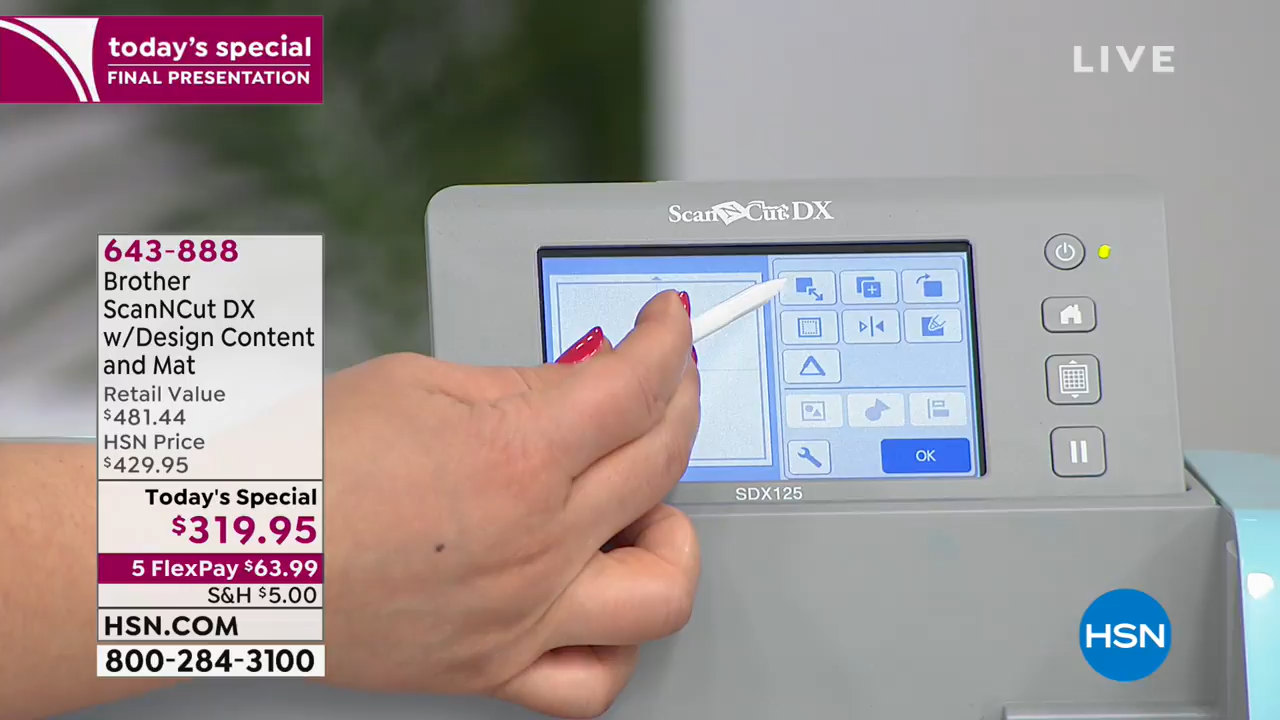 today's special
FINAL PRESENTATION
LIVE
643-888
Brother
ScanNCut DX
w/Design Content
and Mat
Retail Value
$481.44
HSN Price
$429.95
Today's Special
$319.95
5 FlexPay $63.99
S&H $5.00
HSN.COM
800-284-3100
ScanNCut DX
OK
SDX125
HSN